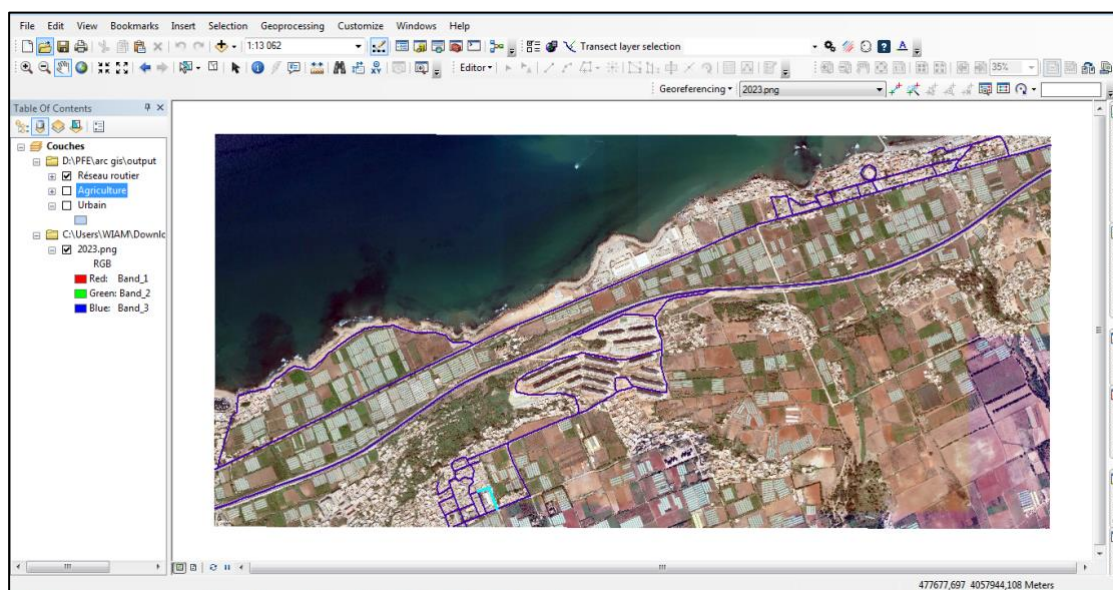 File Edit View Bookmarks Insert Selection Geoprocessing Customize Windows Help
1:13 062 Transect layer selection
Editor 35%
Georeferencing 2023.png
Table Of Contents
Couches
D:\PFE\arc gis\output
Réseau routier
Agriculture
Urbain
C:\Users\WIAM\Downlc
2023.png
RGB
Red: Band_1
Green: Band_2
Blue: Band_3
477677,697 4057944,108 Meters